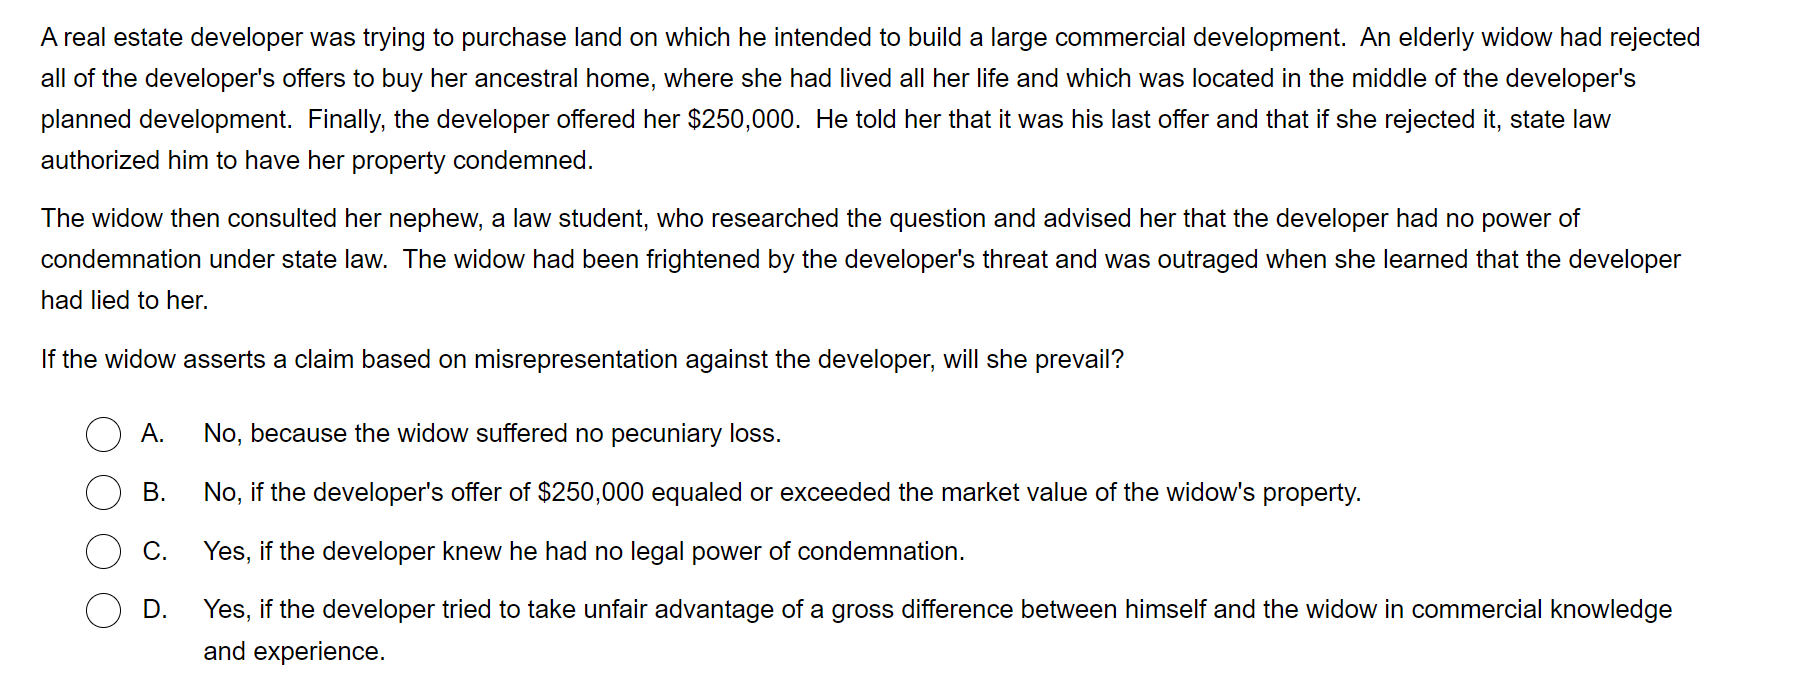 A real estate developer was trying to purchase land on which he intended to build a large commercial development.  An elderly widow had rejected
all of the developer's offers to buy her ancestral home, where she had lived all her life and which was located in the middle of the developer's
planned development.  Finally, the developer offered her $250,000.  He told her that it was his last offer and that if she rejected it, state law
authorized him to have her property condemned.
The widow then consulted her nephew, a law student, who researched the question and advised her that the developer had no power of
condemnation under state law.  The widow had been frightened by the developer's threat and was outraged when she learned that the developer
had lied to her.
If the widow asserts a claim based on misrepresentation against the developer, will she prevail?
A. No, because the widow suffered no pecuniary loss.
B. No, if the developer's offer of $250,000 equaled or exceeded the market value of the widow's property.
C. Yes, if the developer knew he had no legal power of condemnation.
D. Yes, if the developer tried to take unfair advantage of a gross difference between himself and the widow in commercial knowledge
and experience.